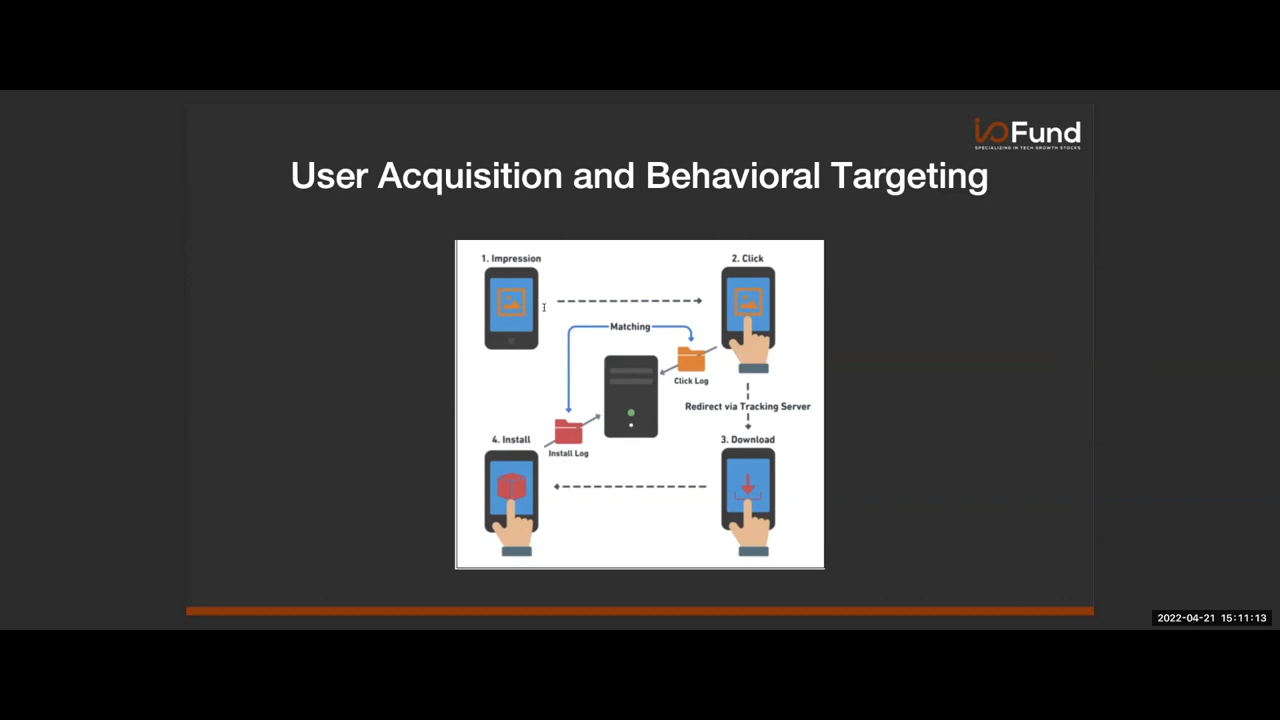 ioFund
SPECIALIZING IN TECH GROWTH STOCKS
User Acquisition and Behavioral Targeting
1. Impression
2. Click
Matching
Click Log
Redirect via Tracking Server
4. Install
3. Download
Install Log
2022-04-21 15:11:13